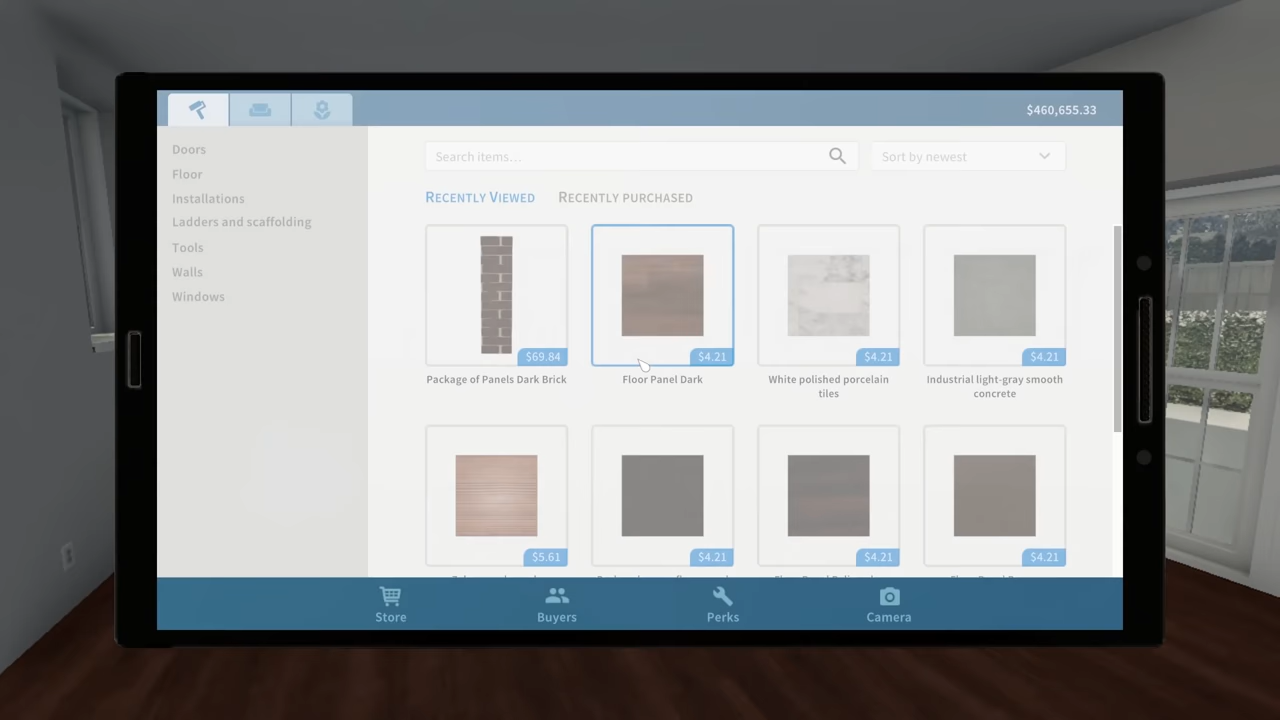 $460,655.33
Doors
Floor
Installations
Ladders and scaffolding
Tools
Walls
Windows
Search items...
Sort by newest
RECENTLY VIEWED
RECENTLY PURCHASED
$69.84
$4.21
$4.21
$4.21
Package of Panels Dark Brick
Floor Panel Dark
White polished porcelain
tiles
Industrial light-gray smooth
concrete
$5.61
$4.21
$4.21
$4.21
Store
Buyers
Perks
Camera